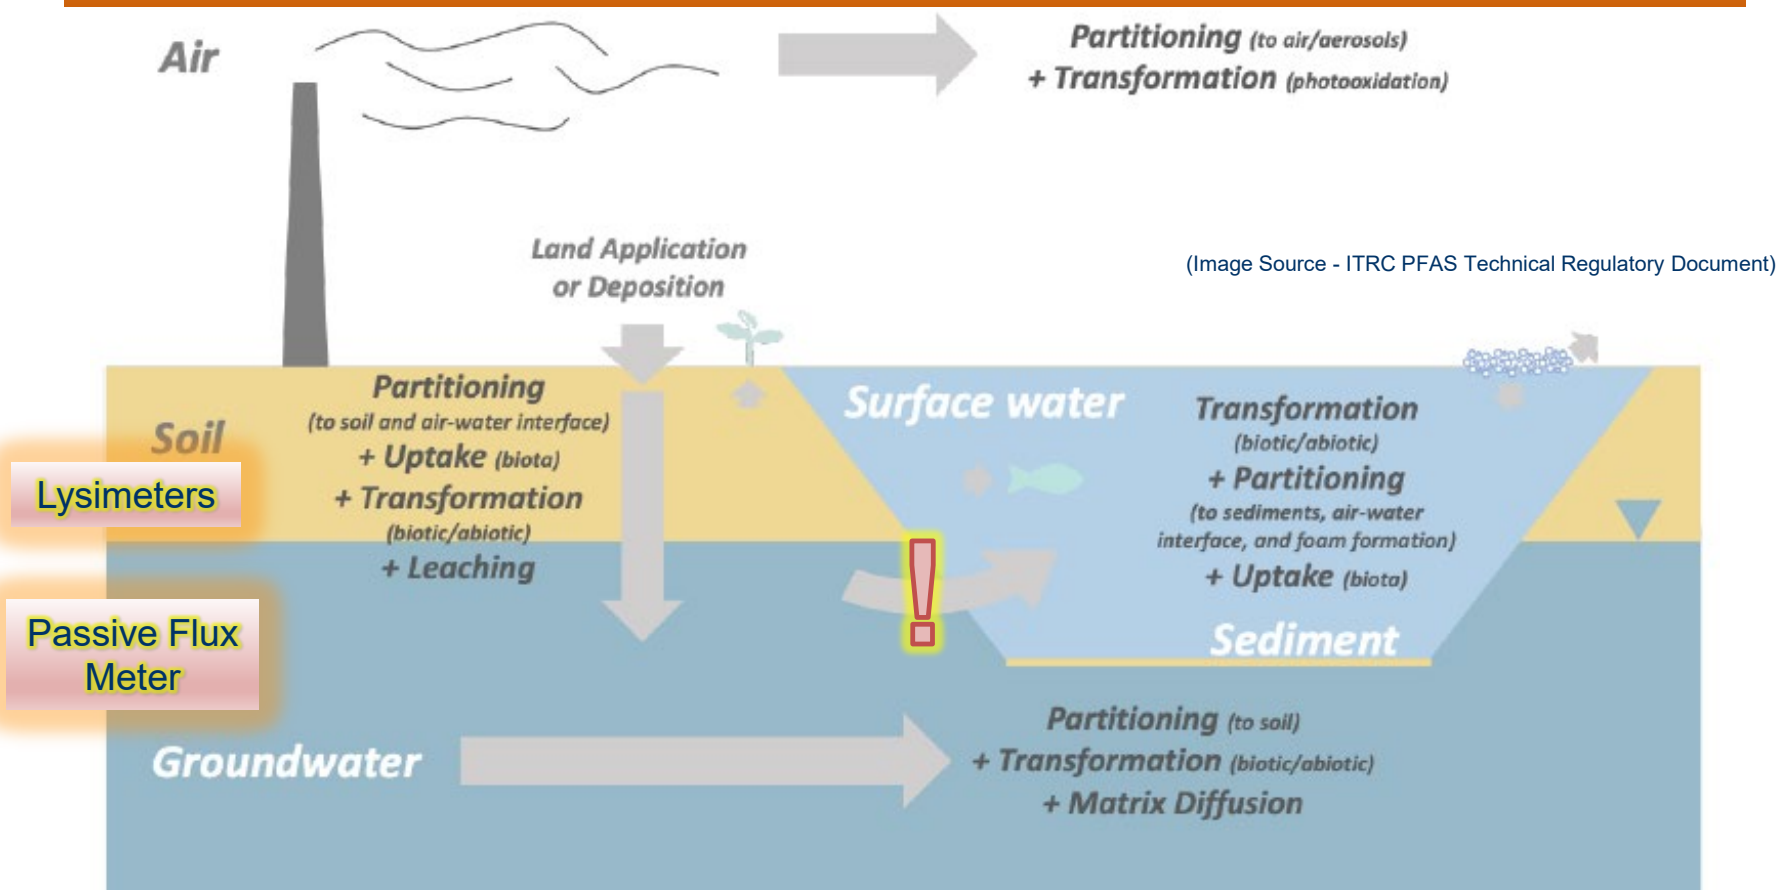 Air
Partitioning (to air/aerosols)
+ Transformation (photooxidation)
Land Application
or Deposition
(Image Source - ITRC PFAS Technical Regulatory Document)
Soil
Partitioning
(to soil and air-water interface)
+ Uptake (biota)
+ Transformation
(biotic/abiotic)
+ Leaching
Lysimeters
Passive Flux
Meter
Surface water
Transformation
(biotic/abiotic)
+ Partitioning
(to sediments, air-water
interface, and foam formation)
+ Uptake (biota)
!
Sediment
Groundwater
Partitioning (to soil)
+ Transformation (biotic/abiotic)
+ Matrix Diffusion